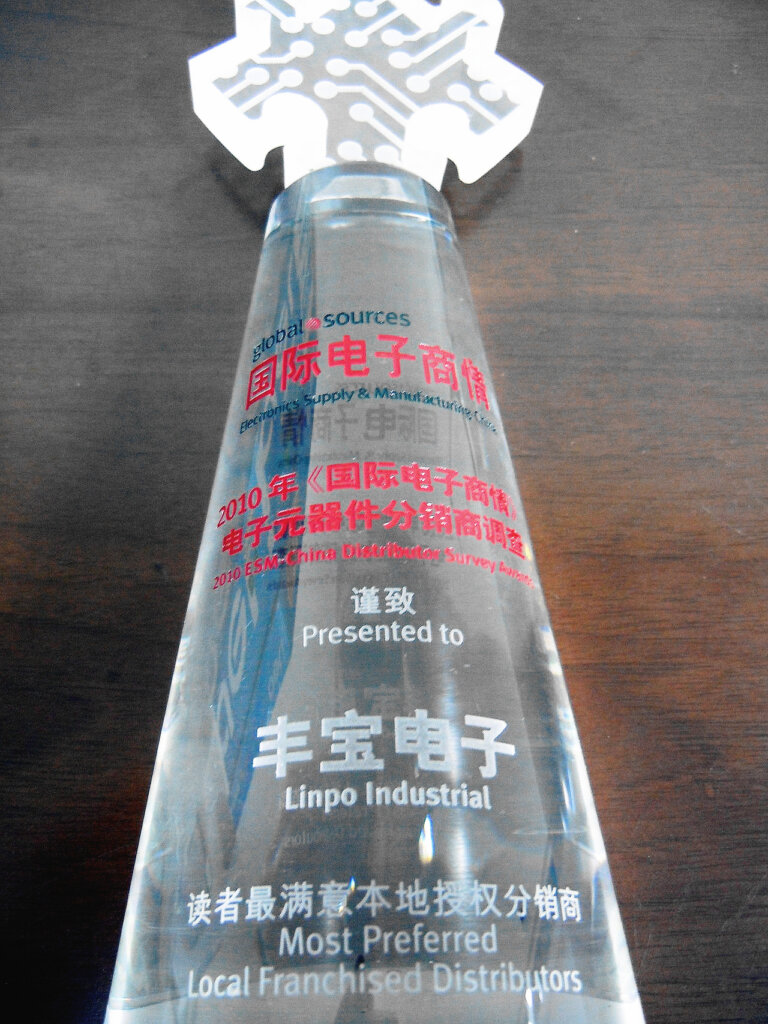 global sources
国际电子商情
Electronics Supply & Manufacturing China
2010 年《国际电子商情》
电子元器件分销商调查
2010 ESM-China Distributor Survey Awards
谨致
Presented to
丰宝电子
Linpo Industrial
读者最满意本地授权分销商
Most Preferred
Local Franchised Distributors